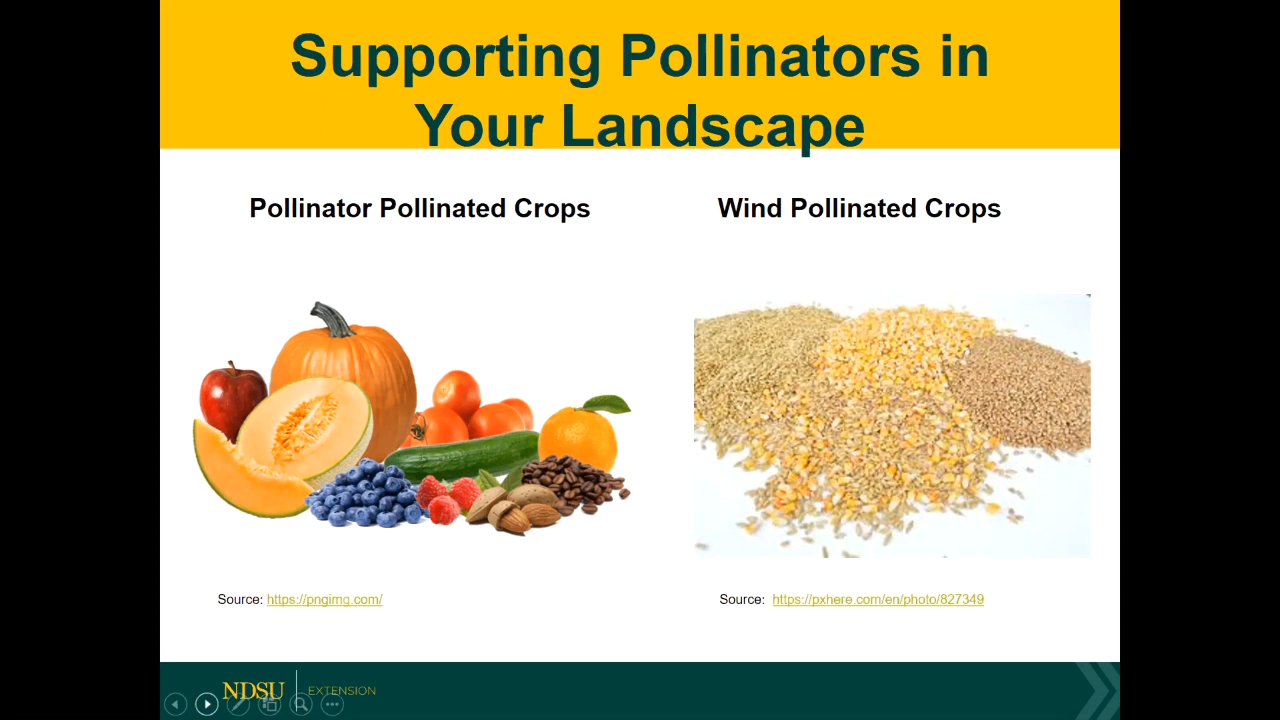 Supporting Pollinators in
Your Landscape
Pollinator Pollinated Crops
Wind Pollinated Crops
Source: https://pngimg.com/
Source: https://pxhere.com/en/photo/827349
NDSU EXTENSION